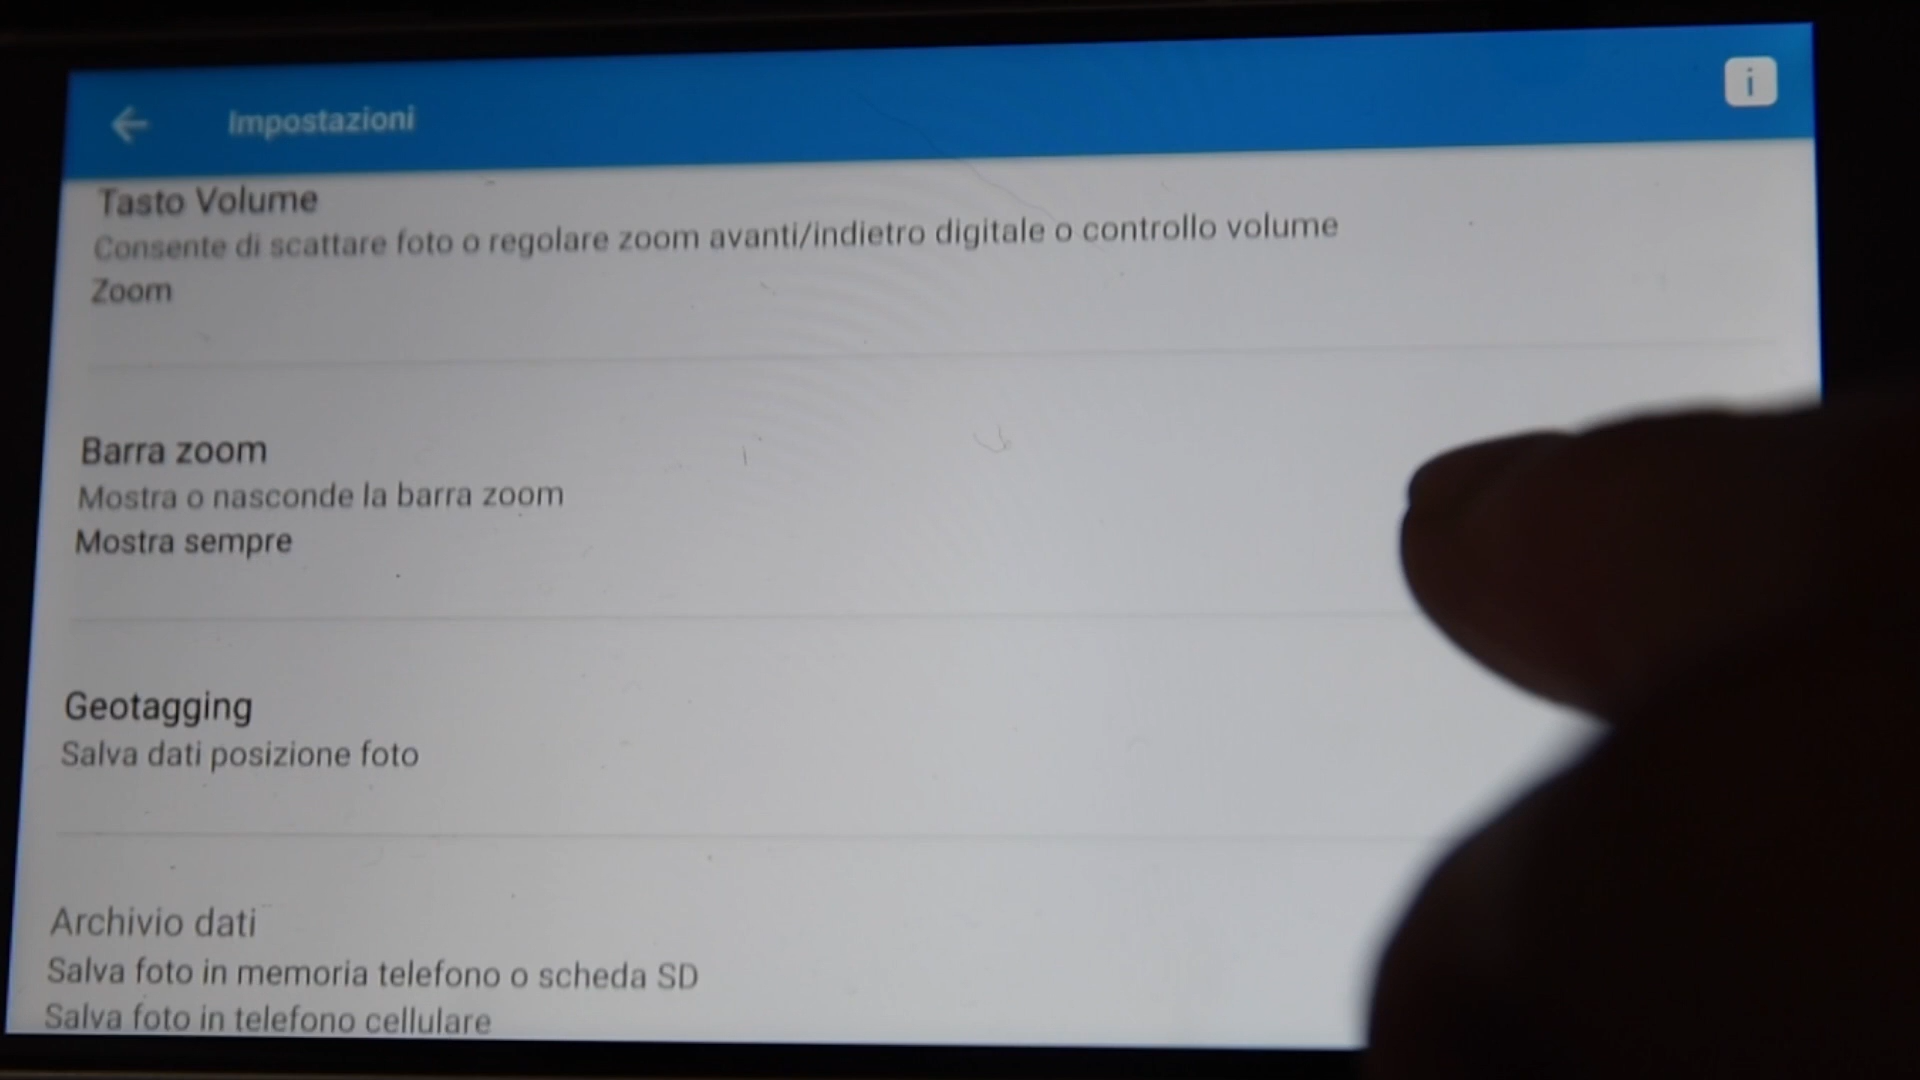 Impostazioni
i
Tasto Volume
Consente di scattare foto o regolare zoom avanti/indietro digitale o controllo volume
Zoom
Barra zoom
Mostra o nasconde la barra zoom
Mostra sempre
Geotagging
Salva dati posizione foto
Archivio dati
Salva foto in memoria telefono o scheda SD
Salva foto in telefono cellulare